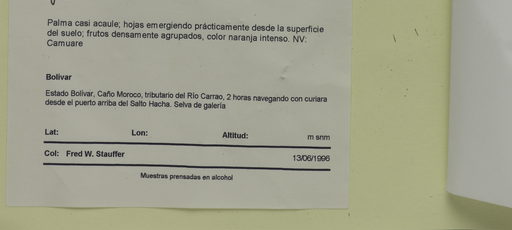 Palma casi acaule; hojas emergiendo prácticamente desde la superficie
del suelo; frutos densamente agrupados, color naranja intenso. NV:
Camuare
Bolívar
Estado Bolívar, Caño Moroco, tributario del Río Carrao, 2 horas navegando con curiara
desde el puerto arriba del Salto Hacha. Selva de galería
Lat: Lon: Altitud: m snm
Col: Fred W. Stauffer 13/06/1996
Muestras prensadas en alcohol